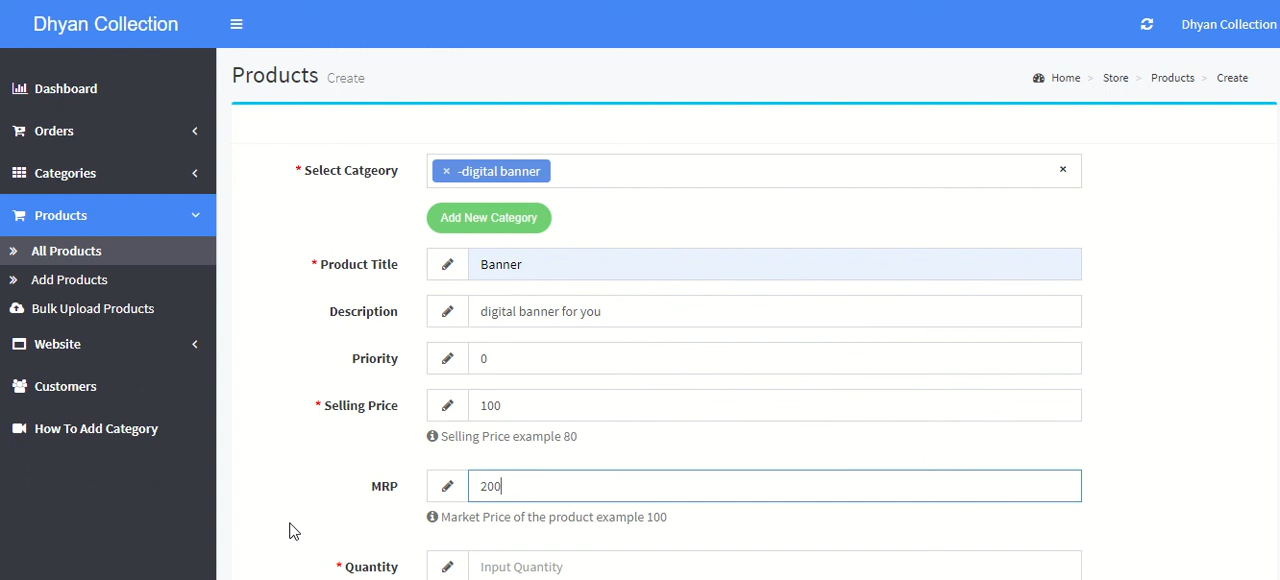 Dhyan Collection
Dhyan Collection
Dashboard
Orders
Categories
Products
All Products
Add Products
Bulk Upload Products
Website
Customers
How To Add Category
Products Create
Home > Store > Products > Create
* Select Catgeory
× -digital banner ×
Add New Category
* Product Title Banner
Description digital banner for you
Priority 0
* Selling Price 100
Selling Price example 80
MRP 200
Market Price of the product example 100
* Quantity Input Quantity